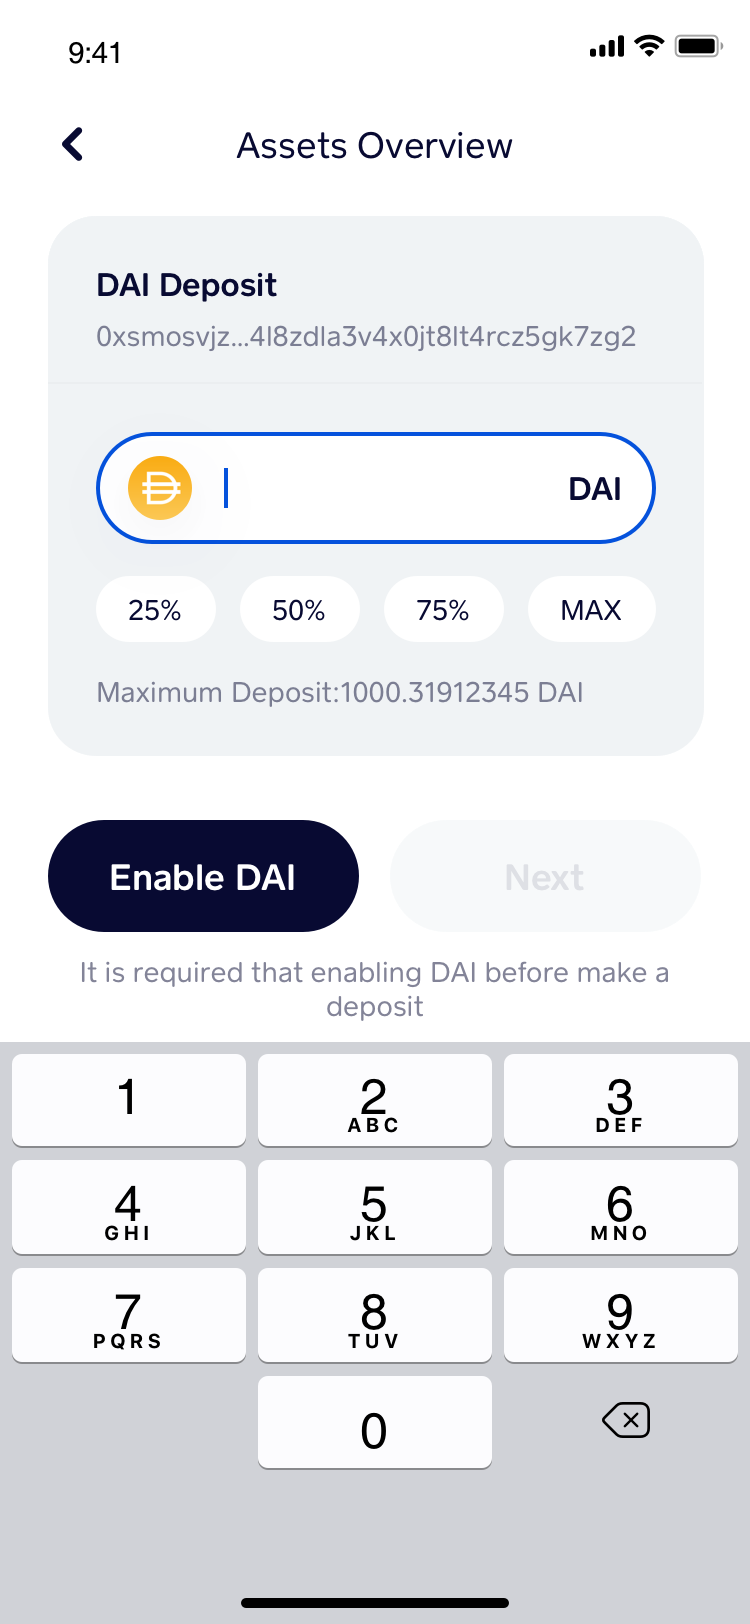 9:41
Assets Overview
DAI Deposit
0xsmosvjz...4l8zdla3v4x0jt8lt4rcz5gk7zg2
DAI
25% 50% 75% MAX
Maximum Deposit:1000.31912345 DAI
Enable DAI Next
It is required that enabling DAI before make a
deposit
1 2 3
ABC DEF
4 5 6
GHI JKL MNO
7 8 9
PQRS TUV WXYZ
0